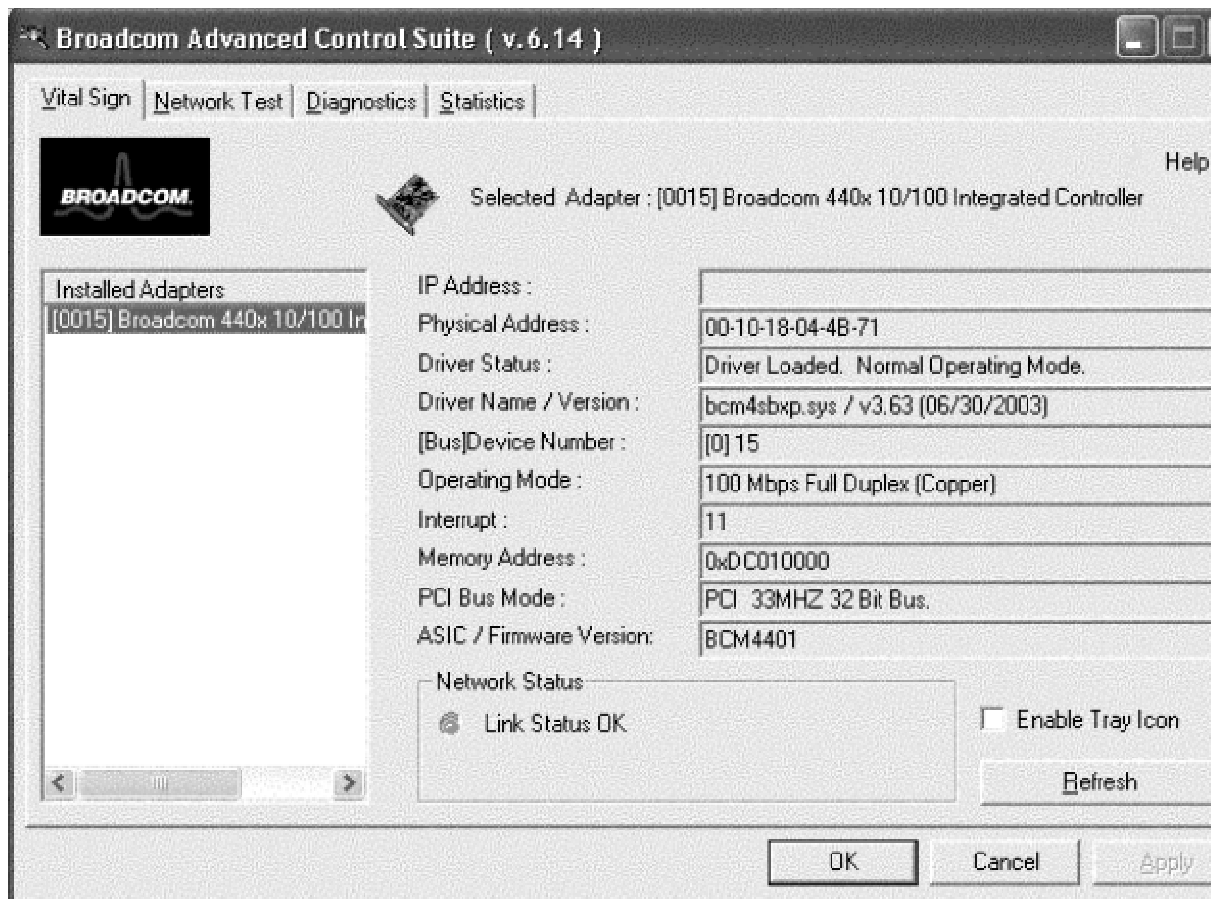 Broadcom Advanced Control Suite ( v.6.14 )
Vital Sign Network Test Diagnostics Statistics
Help
BROADCOM.
Selected Adapter : [0015] Broadcom 440x 10/100 Integrated Controller
Installed Adapters
[0015] Broadcom 440x 10/100 In
IP Address :
Physical Address : 00-10-18-04-4B-71
Driver Status : Driver Loaded. Normal Operating Mode.
Driver Name / Version : bcm4sbxp.sys / v3.63 (06/30/2003)
[Bus]Device Number : [0] 15
Operating Mode : 100 Mbps Full Duplex (Copper)
Interrupt : 11
Memory Address : 0xDC010000
PCI Bus Mode : PCI 33MHZ 32 Bit Bus.
ASIC / Firmware Version: BCM4401
Network Status
Link Status OK
Enable Tray Icon
Refresh
OK Cancel Apply